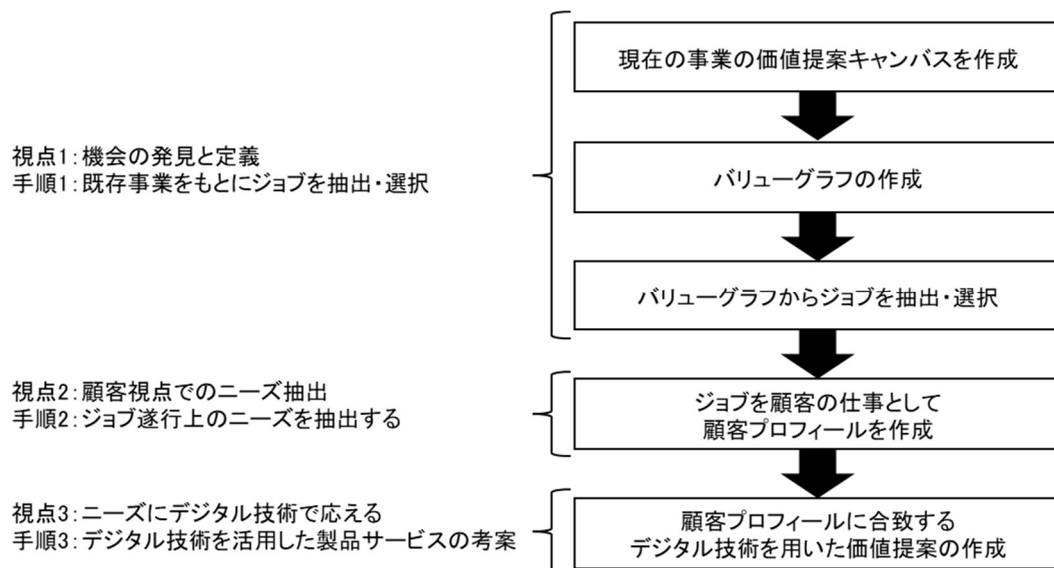 現在の事業の価値提案キャンバスを作成
視点1:機会の発見と定義
手順1:既存事業をもとにジョブを抽出・選択
バリューグラフの作成
バリューグラフからジョブを抽出・選択
視点2:顧客視点でのニーズ抽出
手順2:ジョブ遂行上のニーズを抽出する
ジョブを顧客の仕事として
顧客プロフィールを作成
視点3:ニーズにデジタル技術で応える
手順3:デジタル技術を活用した製品サービスの考案
顧客プロフィールに合致する
デジタル技術を用いた価値提案の作成